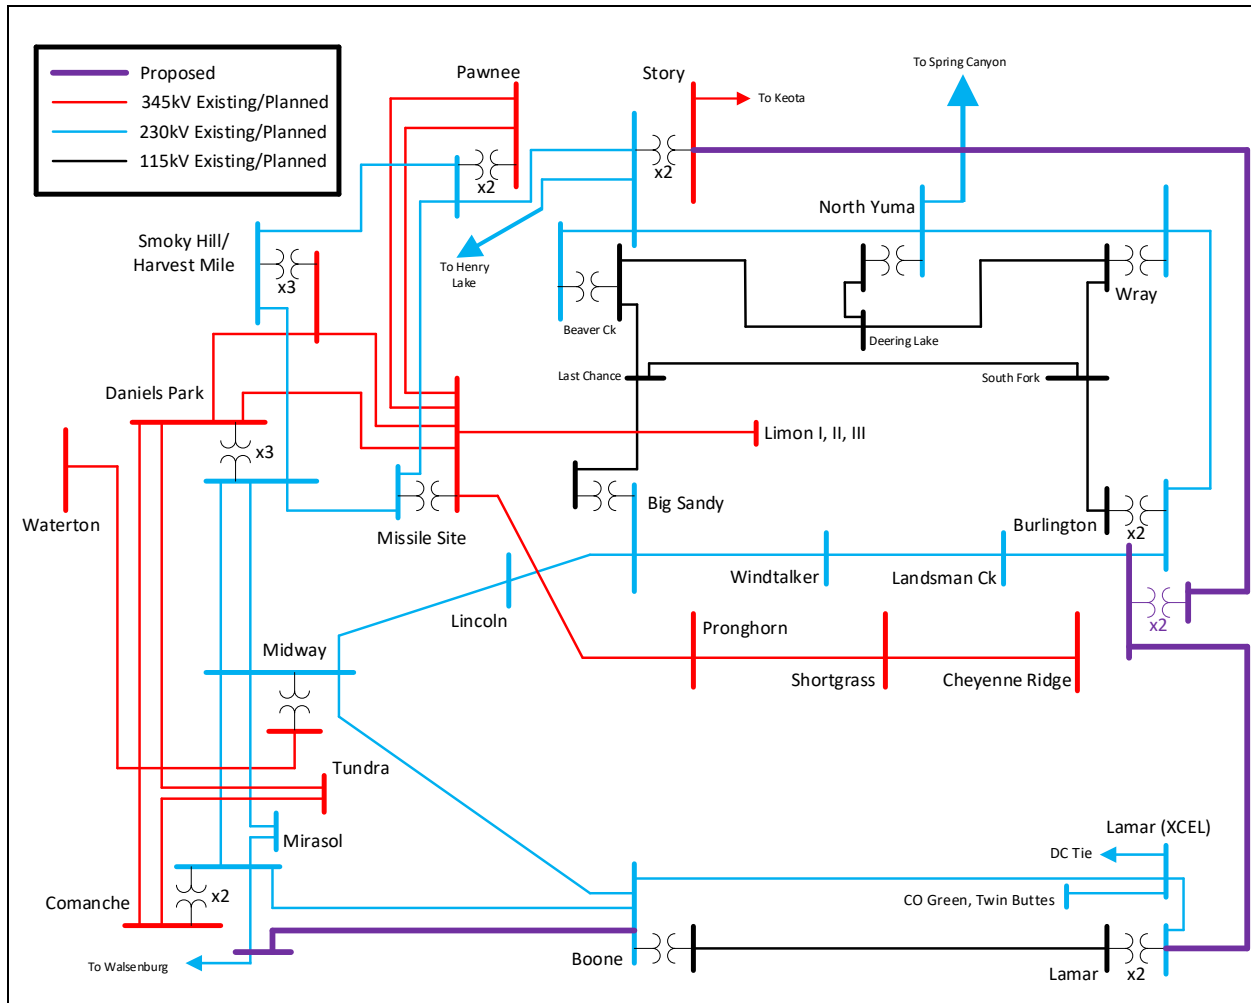 Proposed
345kV Existing/Planned
230kV Existing/Planned
115kV Existing/Planned
Pawnee
Story
To Keota
To Spring Canyon
x2
x2
North Yuma
Smoky Hill/
Harvest Mile
x3
To Henry
Lake
Wray
Beaver Ck
Deering Lake
Last Chance
South Fork
Daniels Park
x3
Limon I, II, III
Waterton
Missile Site
Big Sandy
Burlington
x2
Windtalker
Landsman Ck
Lincoln
x2
Pronghorn
Midway
Shortgrass
Cheyenne Ridge
Tundra
Mirasol
Lamar (XCEL)
DC Tie
CO Green, Twin Buttes
x2
Comanche
Boone
Lamar
x2
To Walsenburg